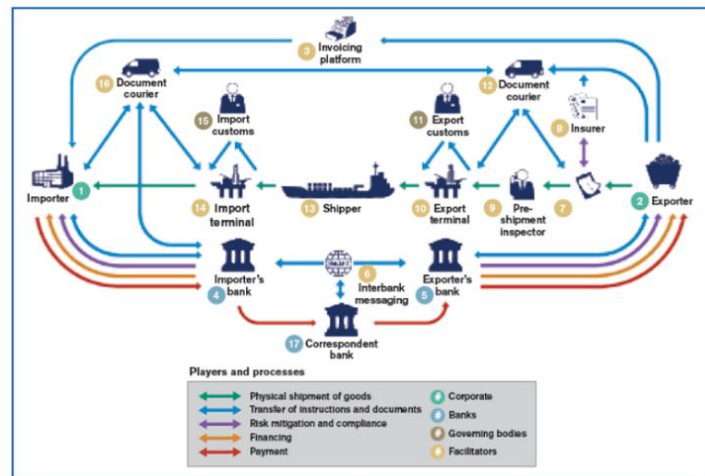 3 Invoicing
platform
16 Document
courier
12 Document
courier
15 Import
customs
11 Export
customs
8 Insurer
Importer 1
14 Import
terminal
13 Shipper
10 Export
terminal
9 Pre-
shipment
inspector
7
2 Exporter
Importer's
bank
4
6
Interbank
messaging
Exporter's
bank
5
17 Correspondent
bank
Players and processes
Physical shipment of goods
Transfer of instructions and documents
Risk mitigation and compliance
Financing
Payment
# Corporate
# Banks
# Governing bodies
# Facilitators